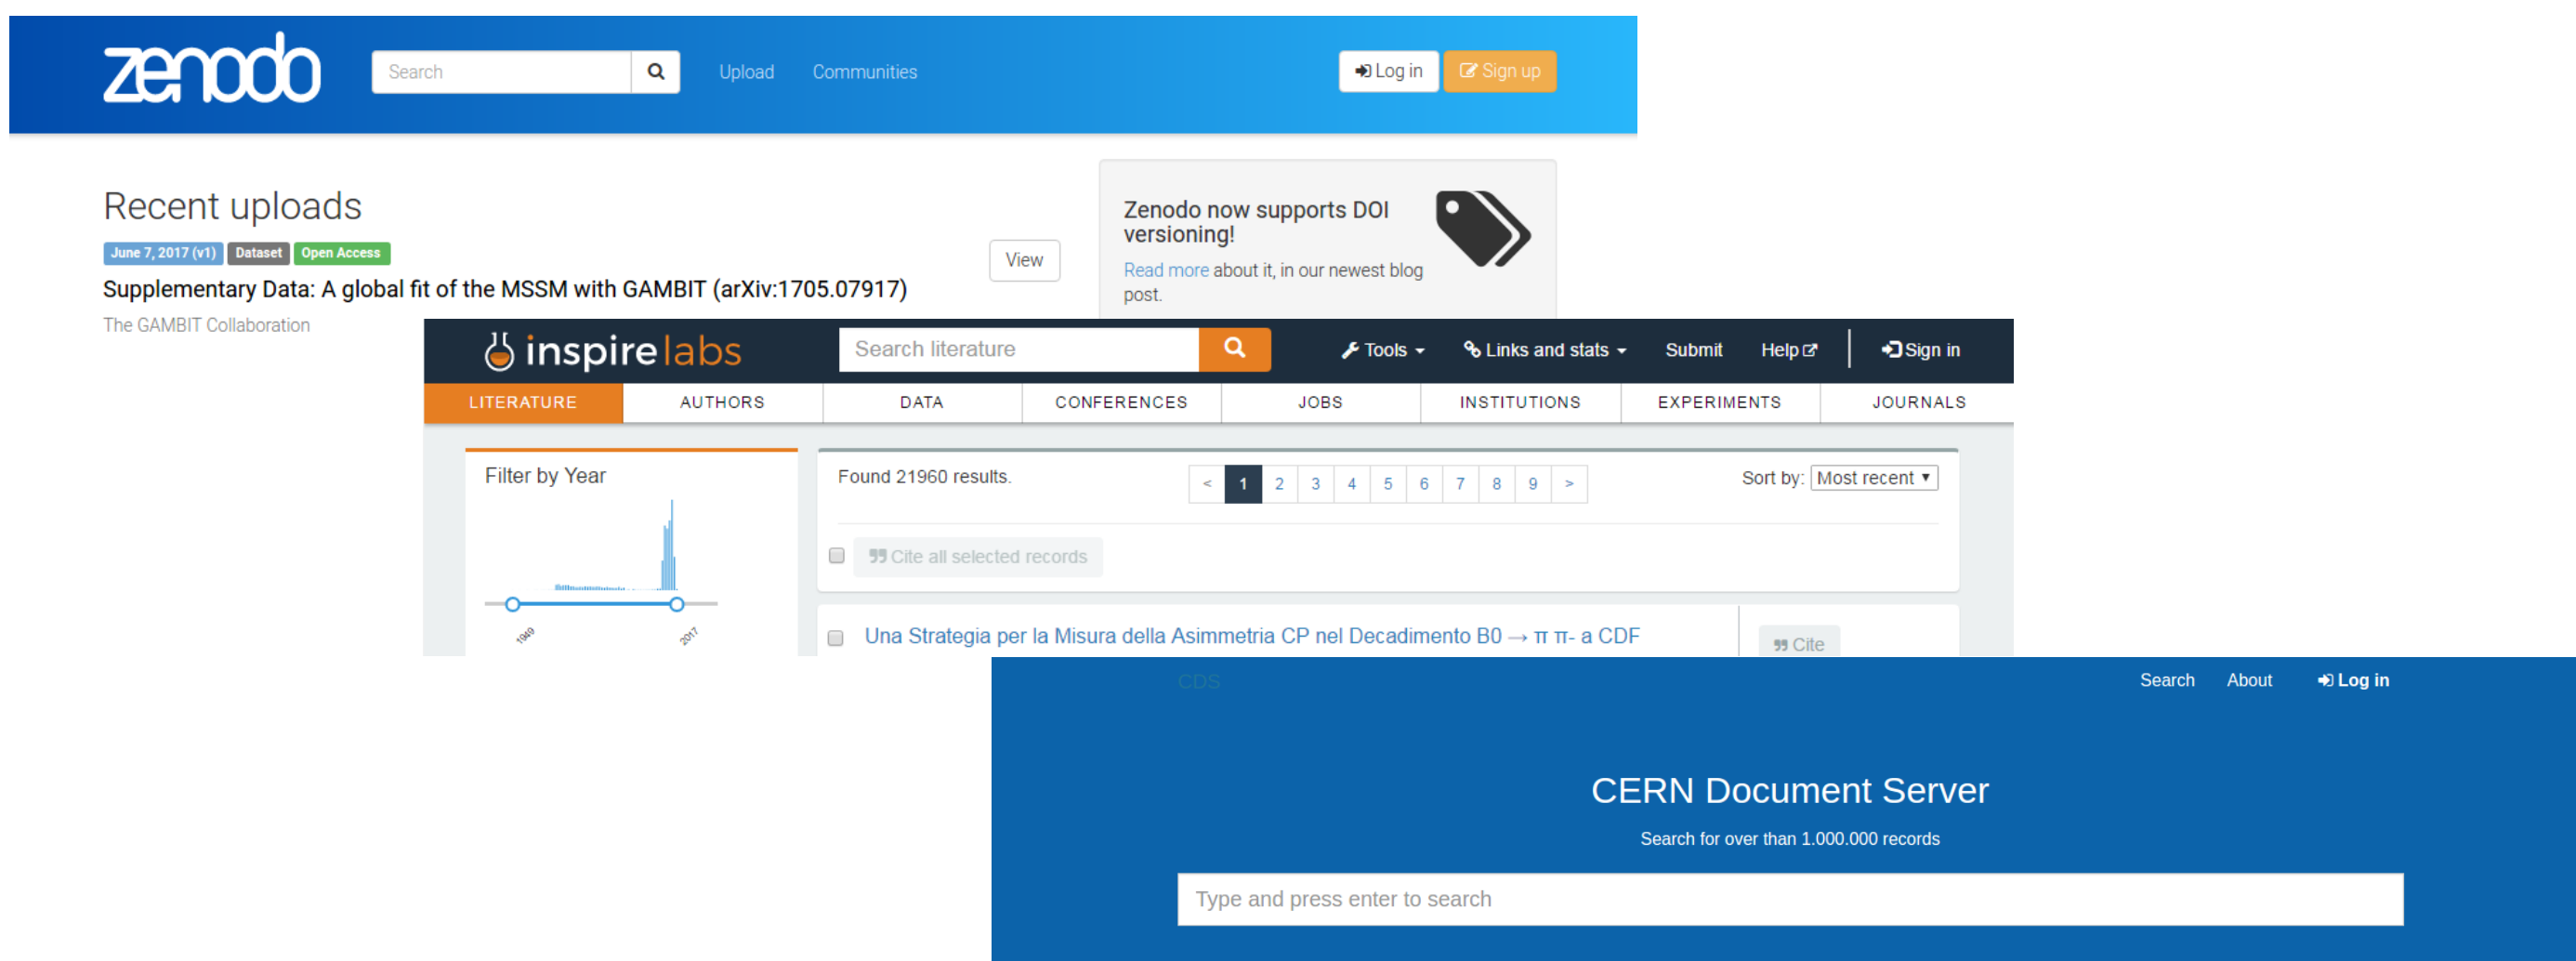 zenodo
Search
Upload
Communities
Log in
Sign up
Recent uploads
June 7, 2017 (v1) Dataset Open Access
View
Supplementary Data: A global fit of the MSSM with GAMBIT (arXiv:1705.07917)
The GAMBIT Collaboration
Zenodo now supports DOI
versioning!
Read more about it, in our newest blog
post.
inspirelabs
Search literature
Tools
Links and stats
Submit
Help
Sign in
LITERATURE
AUTHORS
DATA
CONFERENCES
JOBS
INSTITUTIONS
EXPERIMENTS
JOURNALS
Filter by Year
1949
2017
Found 21960 results.
< 1 2 3 4 5 6 7 8 9 >
Sort by: Most recent
Cite all selected records
Una Strategia per la Misura della Asimmetria CP nel Decadimento B0 → π π- a CDF
Cite
CDS
Search
About
Log in
CERN Document Server
Search for over than 1.000.000 records
Type and press enter to search